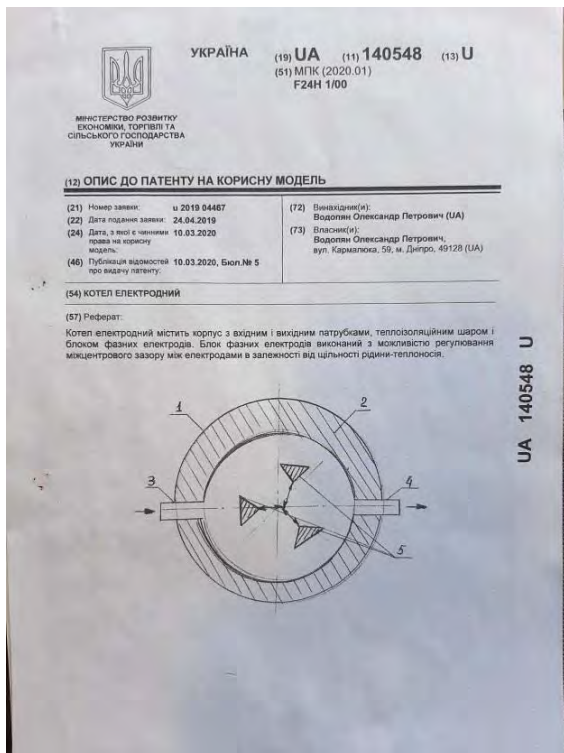 УКРАЇНА
(19) UA (11) 140548 (13) U
(51) МПК (2020.01)
F24H 1/00
МІНІСТЕРСТВО РОЗВИТКУ
ЕКОНОМІКИ, ТОРГІВЛІ ТА
СІЛЬСЬКОГО ГОСПОДАРСТВА
УКРАЇНИ
(12) ОПИС ДО ПАТЕНТУ НА КОРИСНУ МОДЕЛЬ
(21) Номер заявки: u 2019 04467
(22) Дата подання заявки: 24.04.2019
(24) Дата, з якої є чинними 10.03.2020
права на корисну
модель:
(46) Публікація відомостей 10.03.2020, Бюл.№ 5
про видачу патенту:
(72) Винахідник(и):
Водопян Олександр Петрович (UA)
(73) Власник(и):
Водопян Олександр Петрович,
вул. Кармалюка, 59, м. Дніпро, 49128 (UA)
(54) КОТЕЛ ЕЛЕКТРОДНИЙ
(57) Реферат:
Котел електродний містить корпус з вхідним і вихідним патрубками, теплоізоляційним шаром і
блоком фазних електродів. Блок фазних електродів виконаний з можливістю регулювання
міжцентрового зазору між електродами в залежності від щільності рідини-теплоносія.
UA 140548 U
1
2
3
4
5